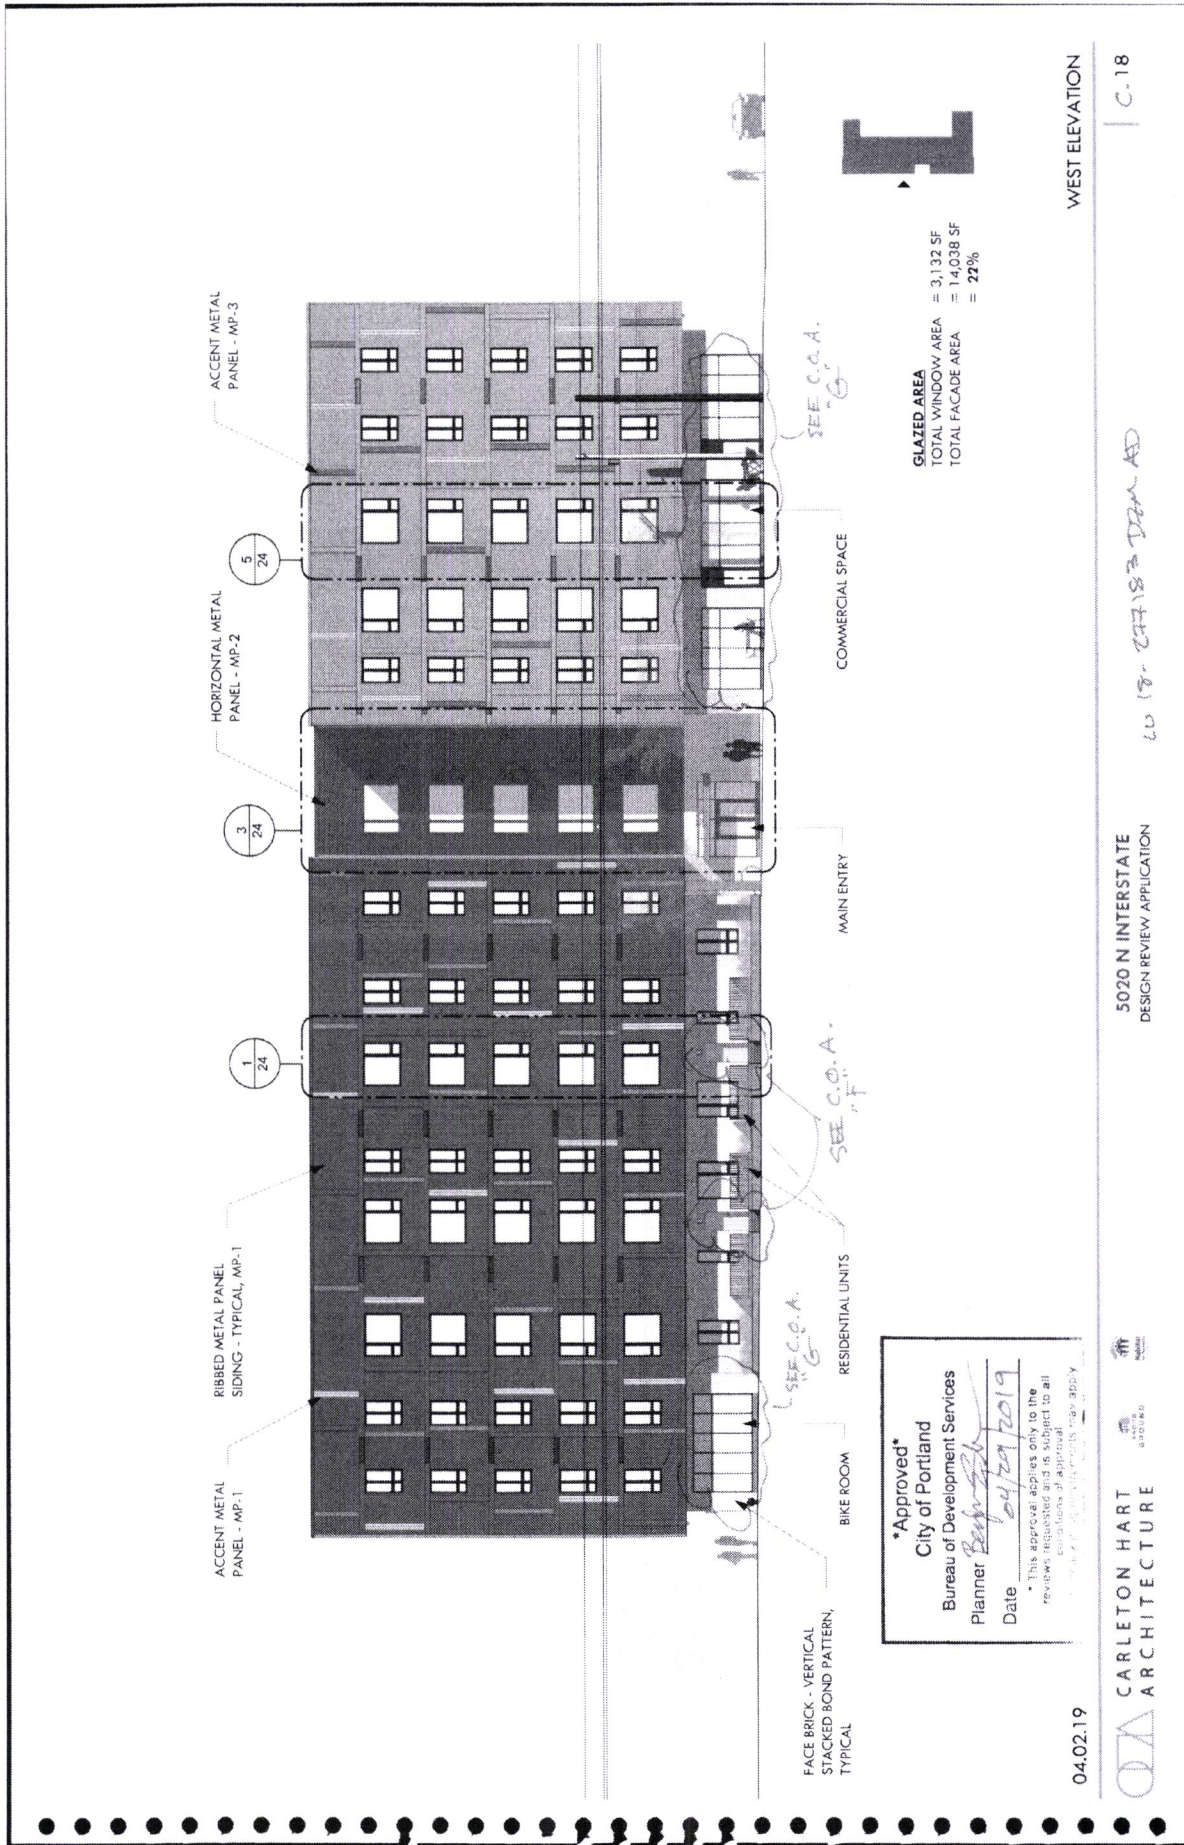 ACCENT METAL
PANEL - MP-1
RIBBED METAL PANEL
SIDING - TYPICAL, MP-1
HORIZONTAL METAL
PANEL - MP-2
ACCENT METAL
PANEL - MP-3
1
24
3
24
5
24
FACE BRICK - VERTICAL
STACKED BOND PATTERN,
TYPICAL
BIKE ROOM
RESIDENTIAL UNITS
MAIN ENTRY
COMMERCIAL SPACE
SEE C.O.A.
"G"
SEE C.O.A.
"F"
SEE C.O.A.
"G"
GLAZED AREA
TOTAL WINDOW AREA = 3,132 SF
TOTAL FACADE AREA = 14,038 SF
= 22%
*Approved*
City of Portland
Bureau of Development Services
Planner
Date 04/29/2019
* This approval applies only to the
reviews requested and is subject to all
conditions of approval
may apply
04.02.19
WEST ELEVATION
CARLETON HART
ARCHITECTURE
5020 N INTERSTATE
DESIGN REVIEW APPLICATION
LU 18-277183 DZM AD
C-18